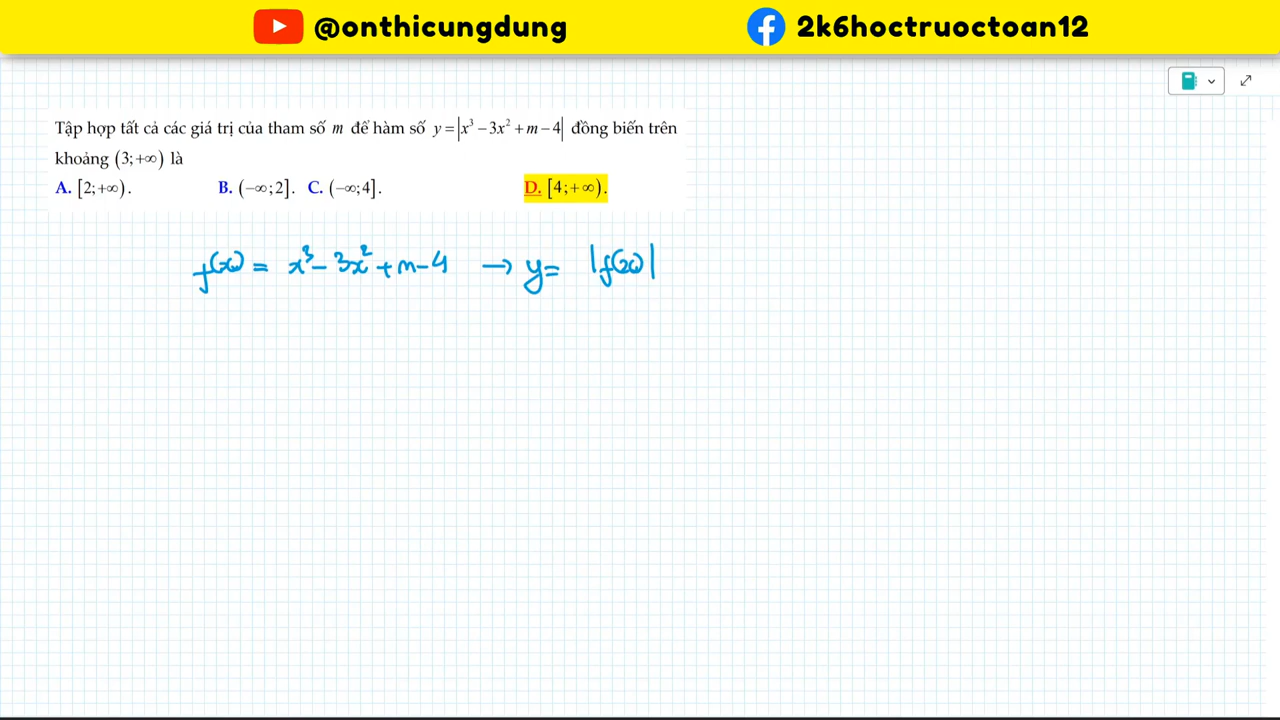 @onthicungdung 2k6hoctruoctoan12
Tập hợp tất cả các giá trị của tham số m để hàm số y = |x³ − 3x² + m − 4| đồng biến trên
khoảng (3;+∞) là
A. [2;+∞). B. (−∞;2]. C. (−∞;4]. D. [4;+∞).
f(x) = x³ − 3x² + m − 4 → y = |f(x)|